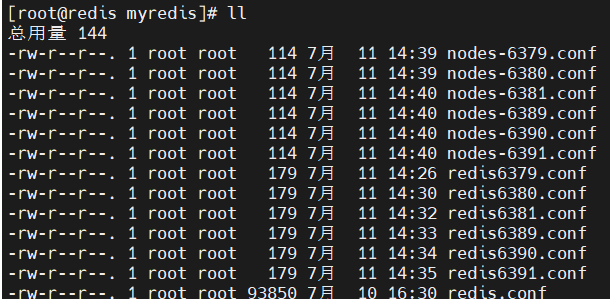 [root@redis myredis]# ll
总用量 144
-rw-r--r--. 1 root root   114 7月  11 14:39 nodes-6379.conf
-rw-r--r--. 1 root root   114 7月  11 14:39 nodes-6380.conf
-rw-r--r--. 1 root root   114 7月  11 14:40 nodes-6381.conf
-rw-r--r--. 1 root root   114 7月  11 14:40 nodes-6389.conf
-rw-r--r--. 1 root root   114 7月  11 14:40 nodes-6390.conf
-rw-r--r--. 1 root root   114 7月  11 14:40 nodes-6391.conf
-rw-r--r--. 1 root root   179 7月  11 14:26 redis6379.conf
-rw-r--r--. 1 root root   179 7月  11 14:30 redis6380.conf
-rw-r--r--. 1 root root   179 7月  11 14:32 redis6381.conf
-rw-r--r--. 1 root root   179 7月  11 14:33 redis6389.conf
-rw-r--r--. 1 root root   179 7月  11 14:34 redis6390.conf
-rw-r--r--. 1 root root   179 7月  11 14:35 redis6391.conf
-rw-r--r--. 1 root root 93850 7月  10 16:30 redis.conf